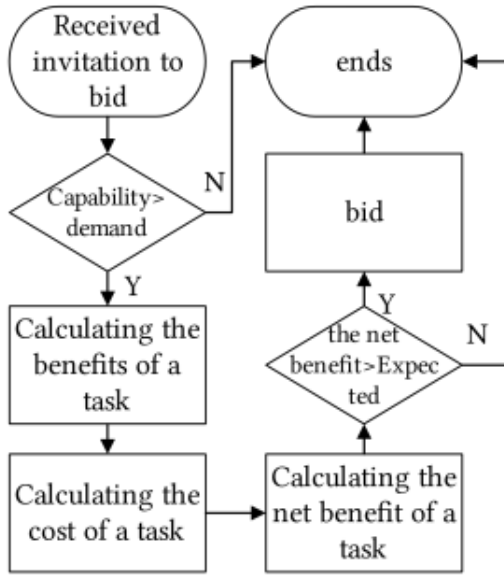 Received
invitation to
bid
Capability>
demand
N
Y
Calculating the
benefits of a
task
Calculating the
cost of a task
Calculating the
net benefit of a
task
the net
benefit>Expec
ted
Y
N
bid
ends